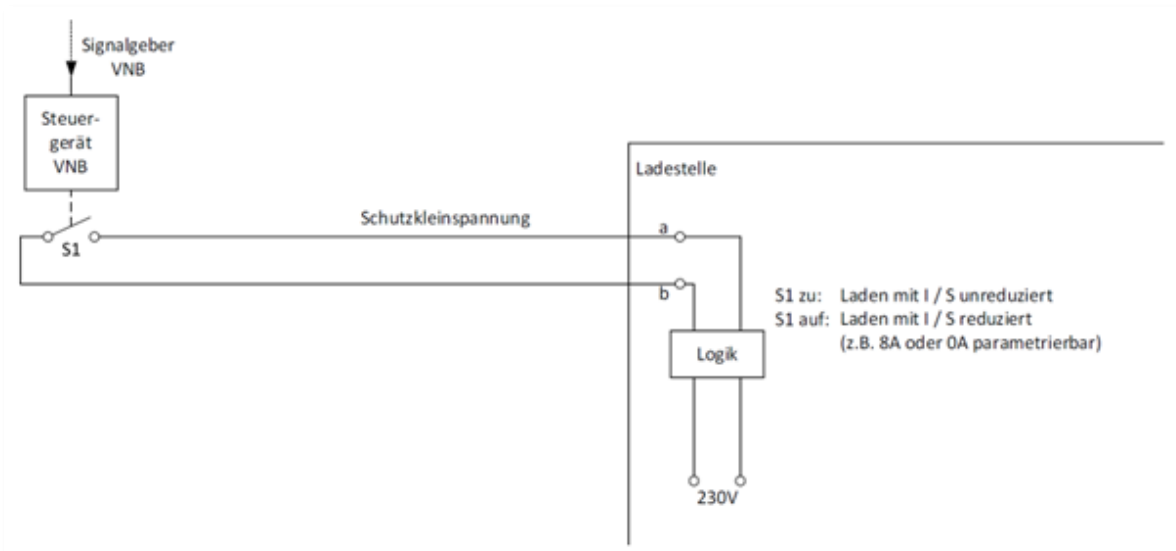 Signalgeber
VNB
Steuer-
gerät
VNB
Ladestelle
Schutzkleinspannung
a
S1
b
S1 zu: Laden mit I / S unreduziert
S1 auf: Laden mit I / S reduziert
(z.B. 8A oder 0A parametrierbar)
Logik
230V